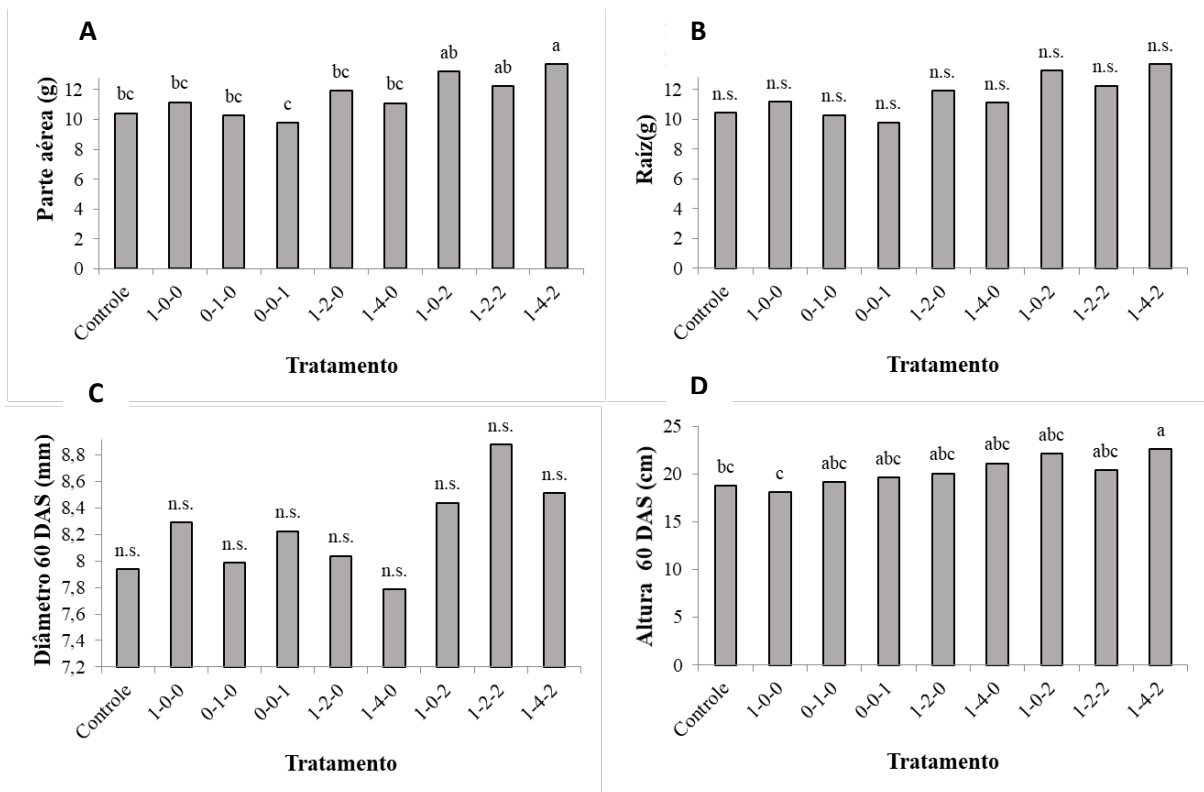 A
Parte aérea (g)
12
10
8
6
4
2
0
bc
bc
bc
c
bc
bc
ab
ab
a
Controle
1-0-0
0-1-0
0-0-1
1-2-0
1-4-0
1-0-2
1-2-2
1-4-2
Tratamento
B
Raíz(g)
12
10
8
6
4
2
0
n.s.
n.s.
n.s.
n.s.
n.s.
n.s.
n.s.
n.s.
n.s.
Controle
1-0-0
0-1-0
0-0-1
1-2-0
1-4-0
1-0-2
1-2-2
1-4-2
Tratamento
C
Diâmetro 60 DAS (mm)
8,8
8,6
8,4
8,2
8
7,8
7,6
7,4
7,2
n.s.
n.s.
n.s.
n.s.
n.s.
n.s.
n.s.
n.s.
n.s.
Controle
1-0-0
0-1-0
0-0-1
1-2-0
1-4-0
1-0-2
1-2-2
1-4-2
Tratamento
D
Altura 60 DAS (cm)
25
20
15
10
5
0
bc
c
abc
abc
abc
abc
abc
abc
a
Controle
1-0-0
0-1-0
0-0-1
1-2-0
1-4-0
1-0-2
1-2-2
1-4-2
Tratamento